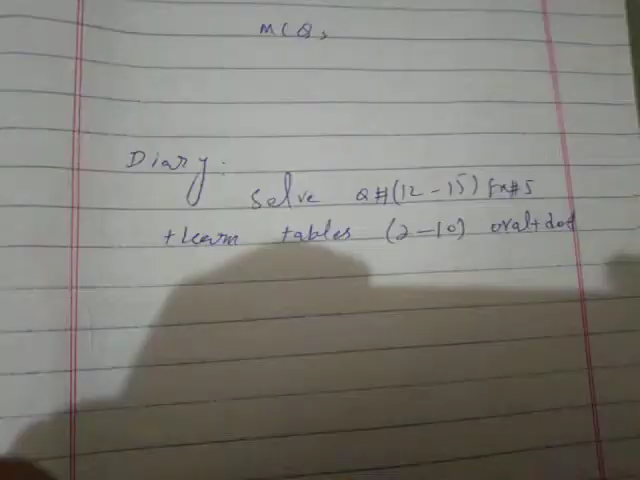 MCQs
Diary:
Solve Q#(12-15) Ex#5
+learn tables (2-10) oral+dod